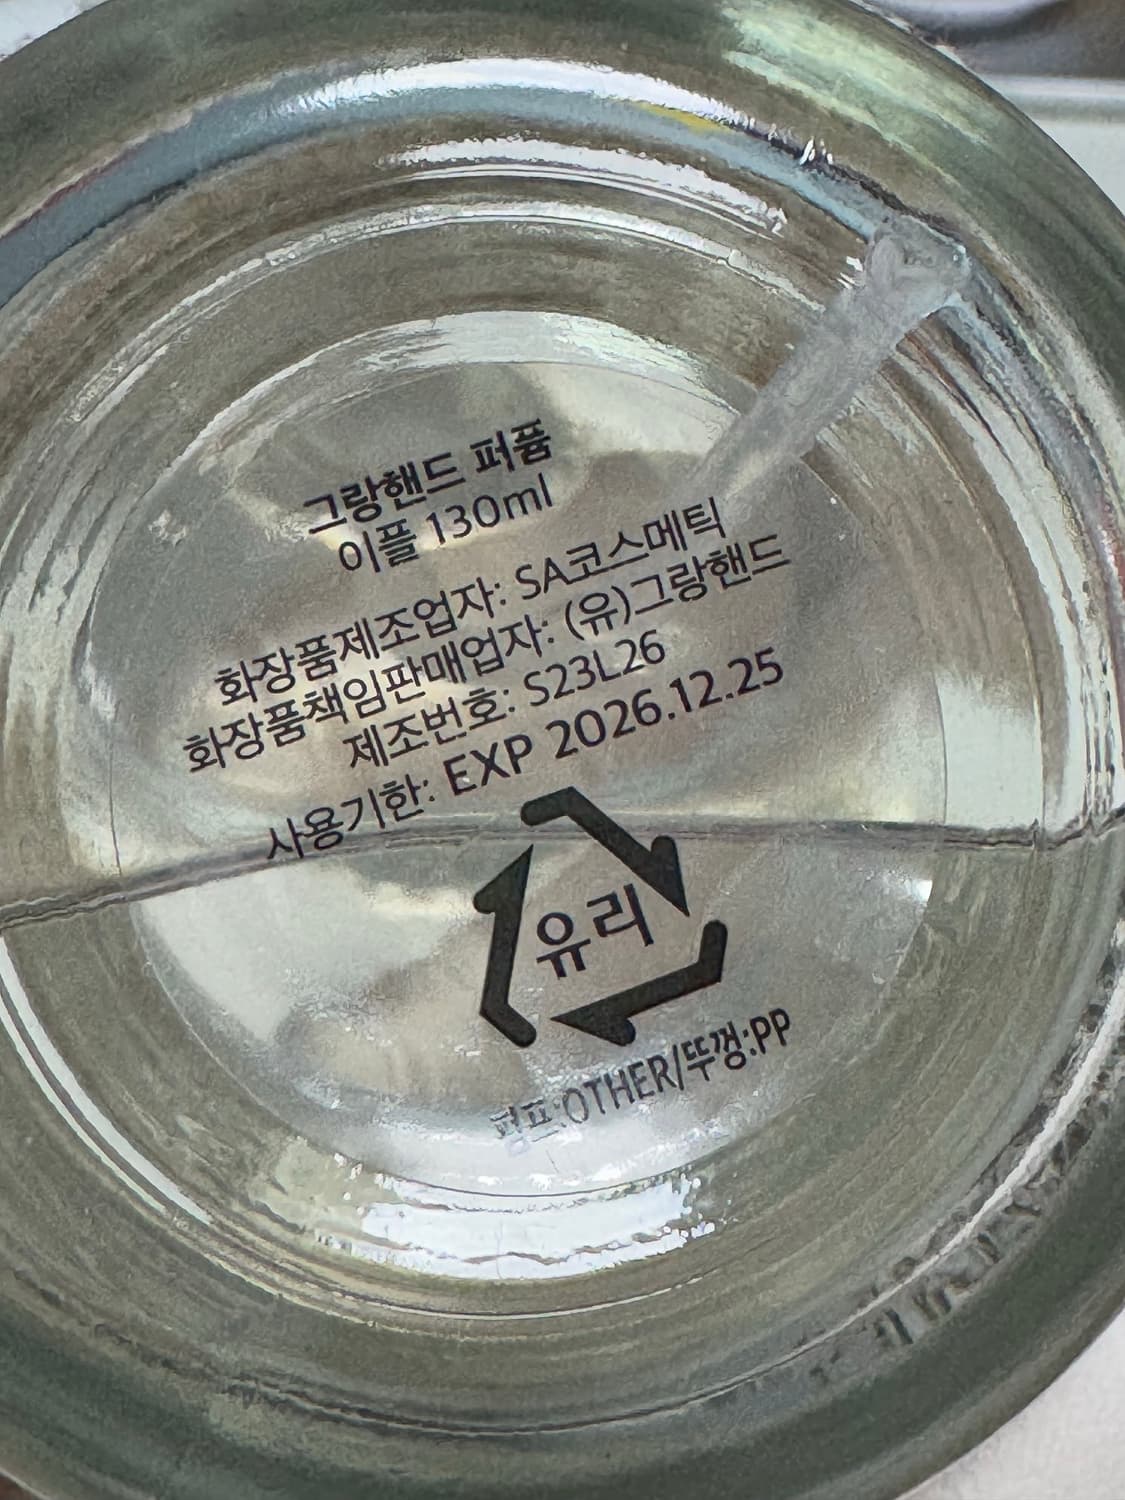 그랑핸드 퍼퓸
이플 130ml
화장품제조업자: SA코스메틱
화장품책임판매업자: (유)그랑핸드
제조번호: S23L26
사용기한: EXP 2026.12.25
유리
펌프:OTHER/뚜껑:PP